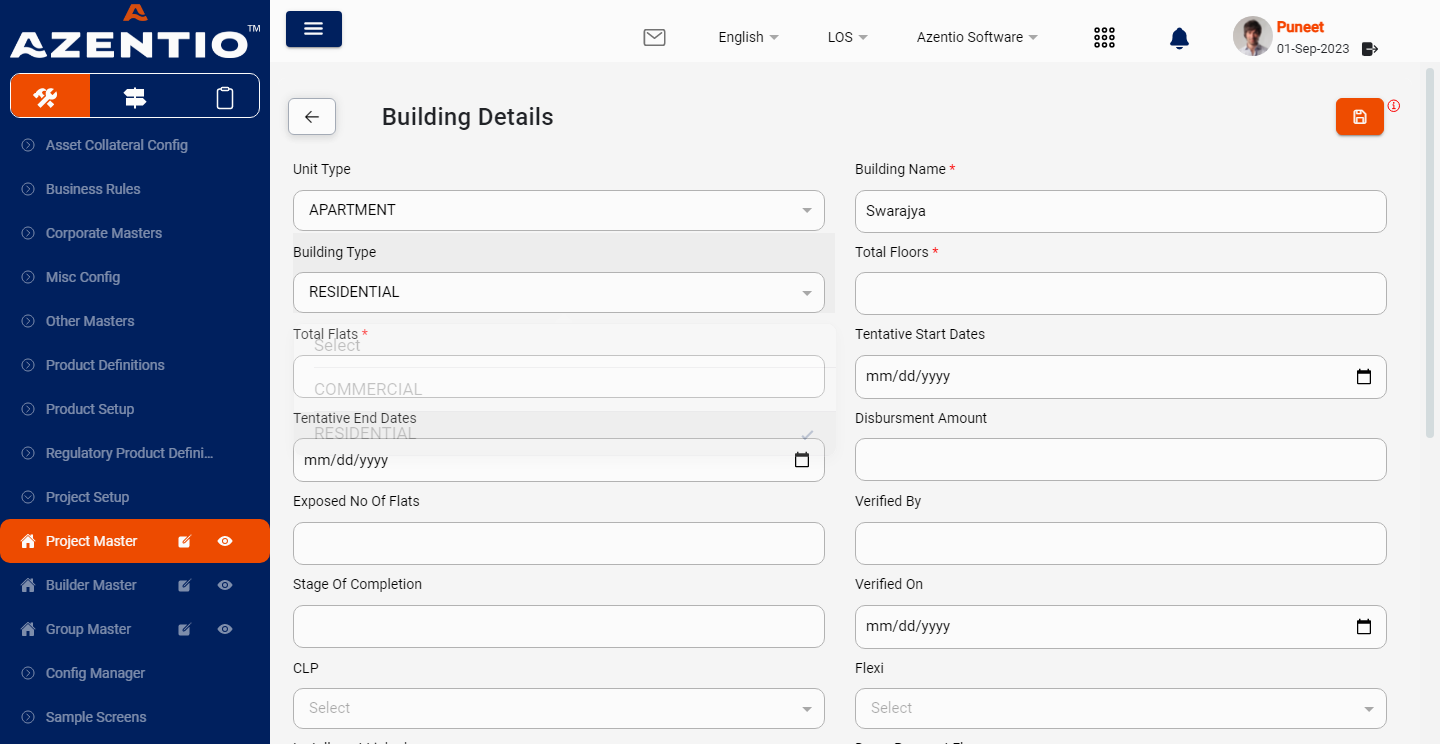 AZENTIO™
English
LOS
Azentio Software
Puneet
01-Sep-2023
Asset Collateral Config
Business Rules
Corporate Masters
Misc Config
Other Masters
Product Definitions
Product Setup
Regulatory Product Defini...
Project Setup
Project Master
Builder Master
Group Master
Config Manager
Sample Screens
Building Details
Unit Type
APARTMENT
Building Name *
Swarajya
Building Type
RESIDENTIAL
Total Floors *
Total Flats *
Select
COMMERCIAL
RESIDENTIAL
Tentative Start Dates
mm/dd/yyyy
Tentative End Dates
mm/dd/yyyy
Disbursment Amount
Exposed No Of Flats
Verified By
Stage Of Completion
Verified On
mm/dd/yyyy
CLP
Select
Flexi
Select